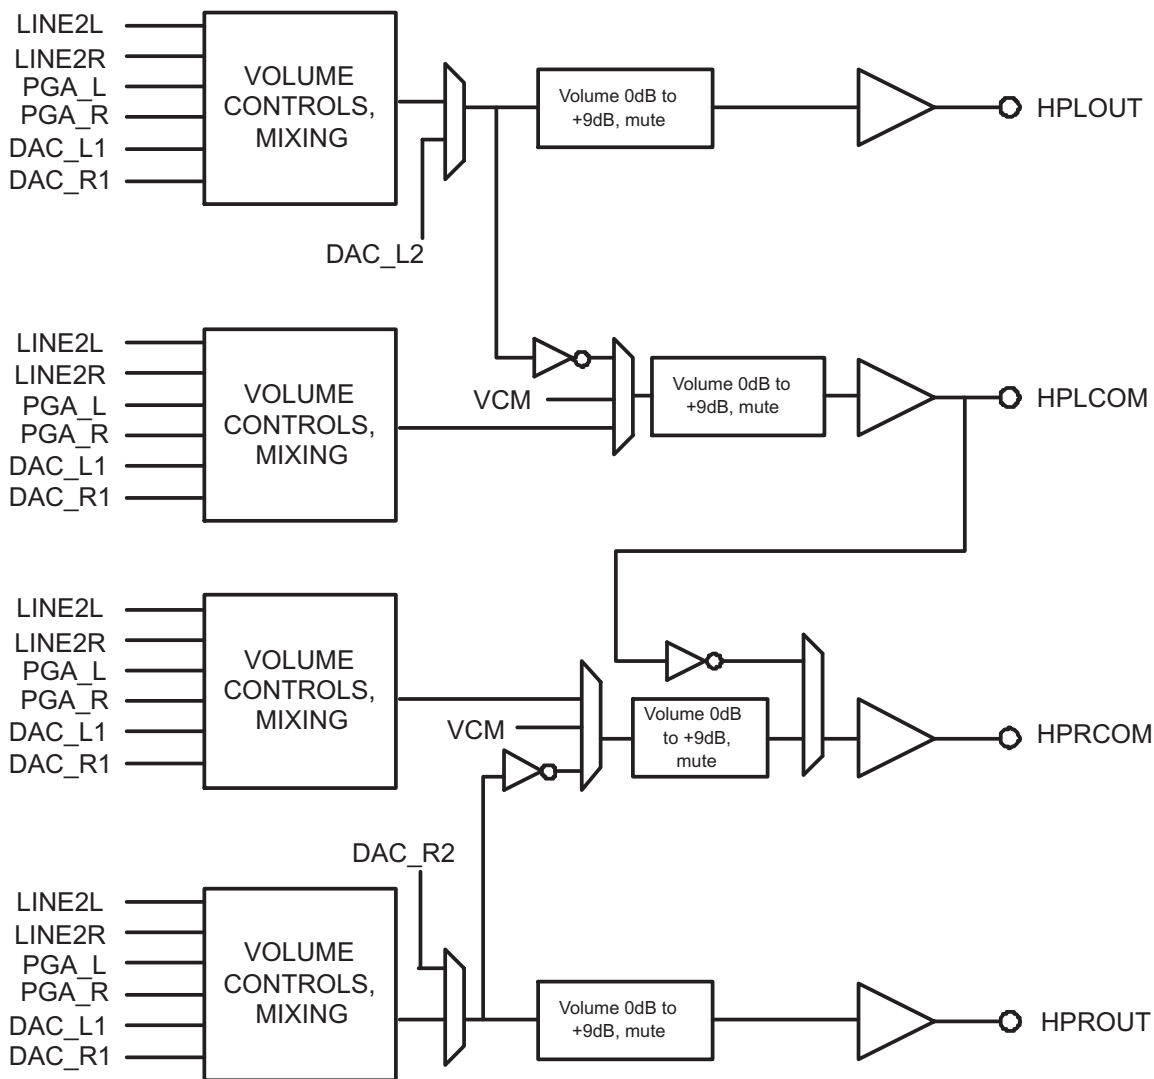 LINE2L
LINE2R
PGA_L
PGA_R
DAC_L1
DAC_R1
VOLUME
CONTROLS,
MIXING
DAC_L2
Volume 0dB to
+9dB, mute
HPLOUT
LINE2L
LINE2R
PGA_L
PGA_R
DAC_L1
DAC_R1
VOLUME
CONTROLS,
MIXING
VCM
Volume 0dB to
+9dB, mute
HPLCOM
LINE2L
LINE2R
PGA_L
PGA_R
DAC_L1
DAC_R1
VOLUME
CONTROLS,
MIXING
VCM
Volume 0dB
to +9dB,
mute
HPRCOM
DAC_R2
LINE2L
LINE2R
PGA_L
PGA_R
DAC_L1
DAC_R1
VOLUME
CONTROLS,
MIXING
Volume 0dB to
+9dB, mute
HPROUT